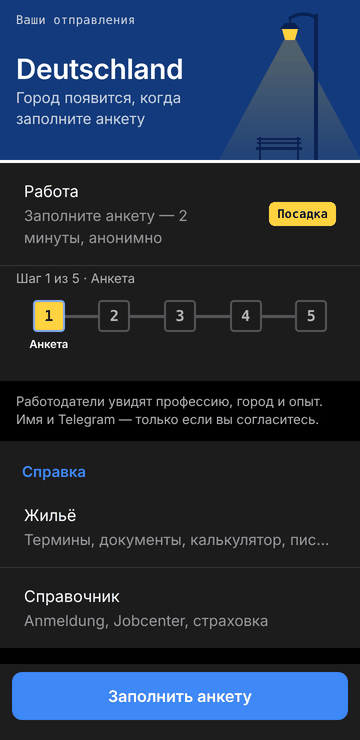 Ваши отправления
Deutschland
Город появится, когда
заполните анкету
Работа
Заполните анкету — 2
минуты, анонимно
Посадка
Шаг 1 из 5 · Анкета
1 2 3 4 5
Анкета
Работодатели увидят профессию, город и опыт.
Имя и Telegram — только если вы согласитесь.
Справка
Жильё
Термины, документы, калькулятор, пис...
Справочник
Anmeldung, Jobcenter, страховка
Заполнить анкету